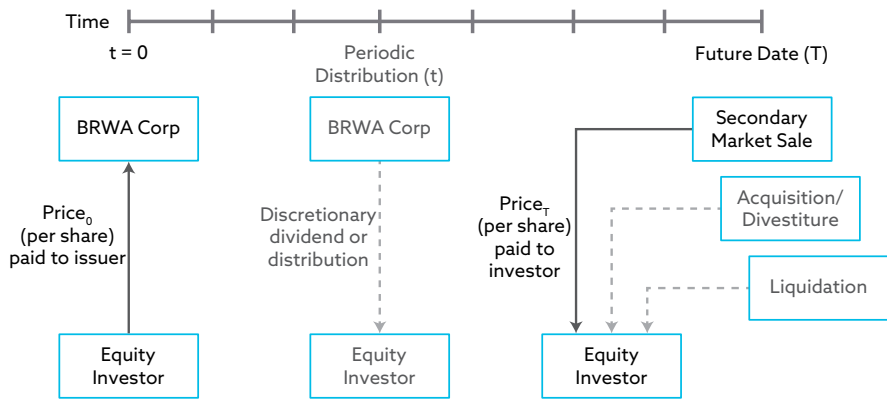 Time
t = 0
Periodic
Distribution (t)
Future Date (T)
BRWA Corp
BRWA Corp
Secondary
Market Sale
Price₀
(per share)
paid to issuer
Discretionary
dividend or
distribution
Price_T
(per share)
paid to
investor
Acquisition/
Divestiture
Liquidation
Equity
Investor
Equity
Investor
Equity
Investor